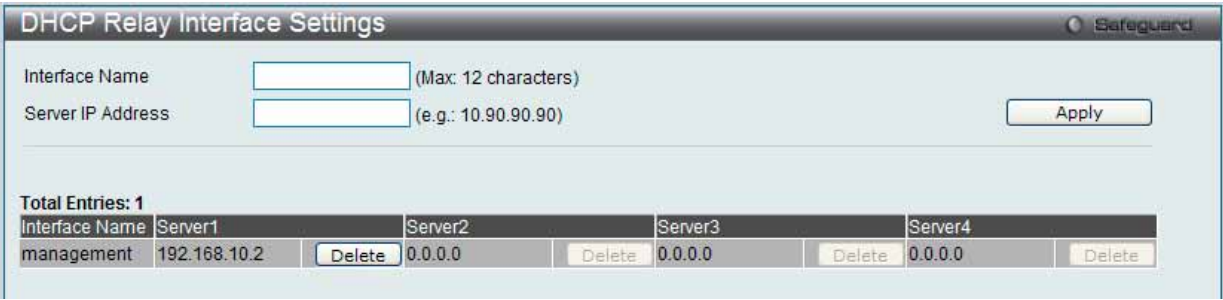 DHCP Relay Interface Settings Safeguard
Interface Name (Max: 12 characters)
Server IP Address (e.g.: 10.90.90.90) Apply
Total Entries: 1
Interface Name Server1 Server2 Server3 Server4
management 192.168.10.2 Delete 0.0.0.0 Delete 0.0.0.0 Delete 0.0.0.0 Delete